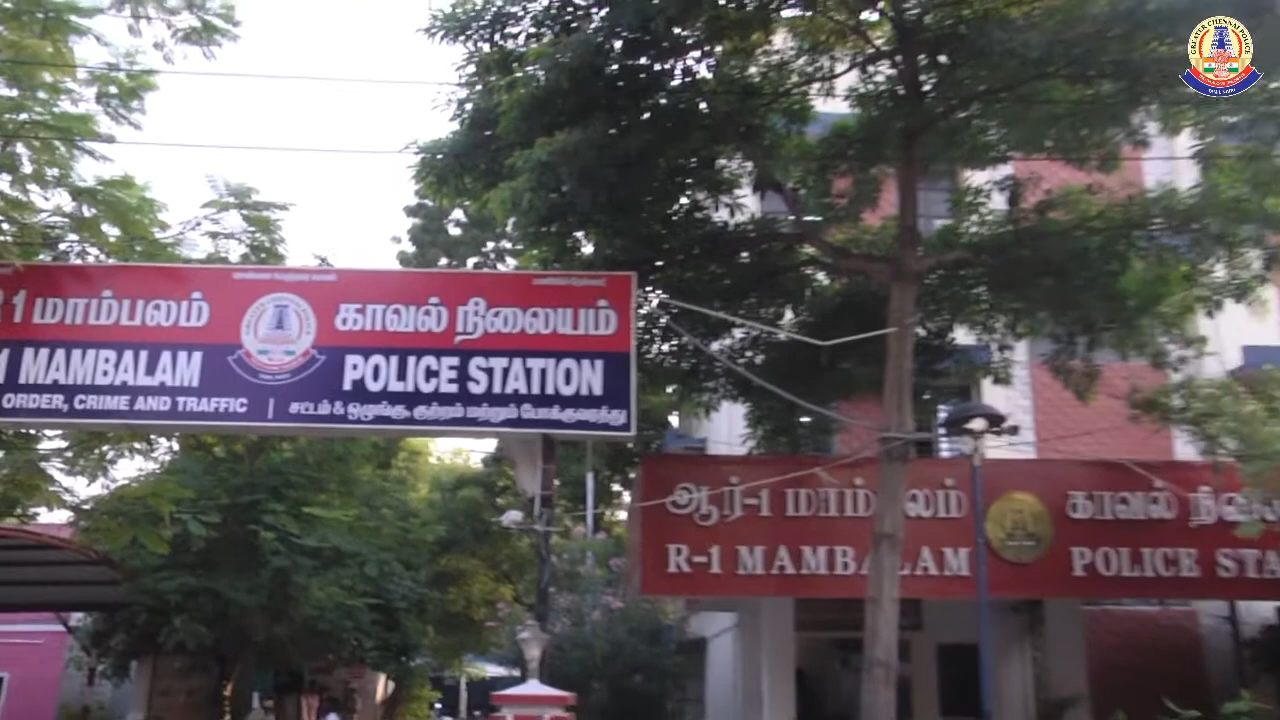 GREATER CHENNAI POLICE
1 மாம்பலம் காவல் நிலையம்
1 MAMBALAM POLICE STATION
ORDER, CRIME AND TRAFFIC | சட்டம் & ஒழுங்கு, குற்றம் மற்றும் போக்குவரத்து
ஆர்-1 மாம்பலம் காவல்
R-1 MAMBALAM POLICE STA